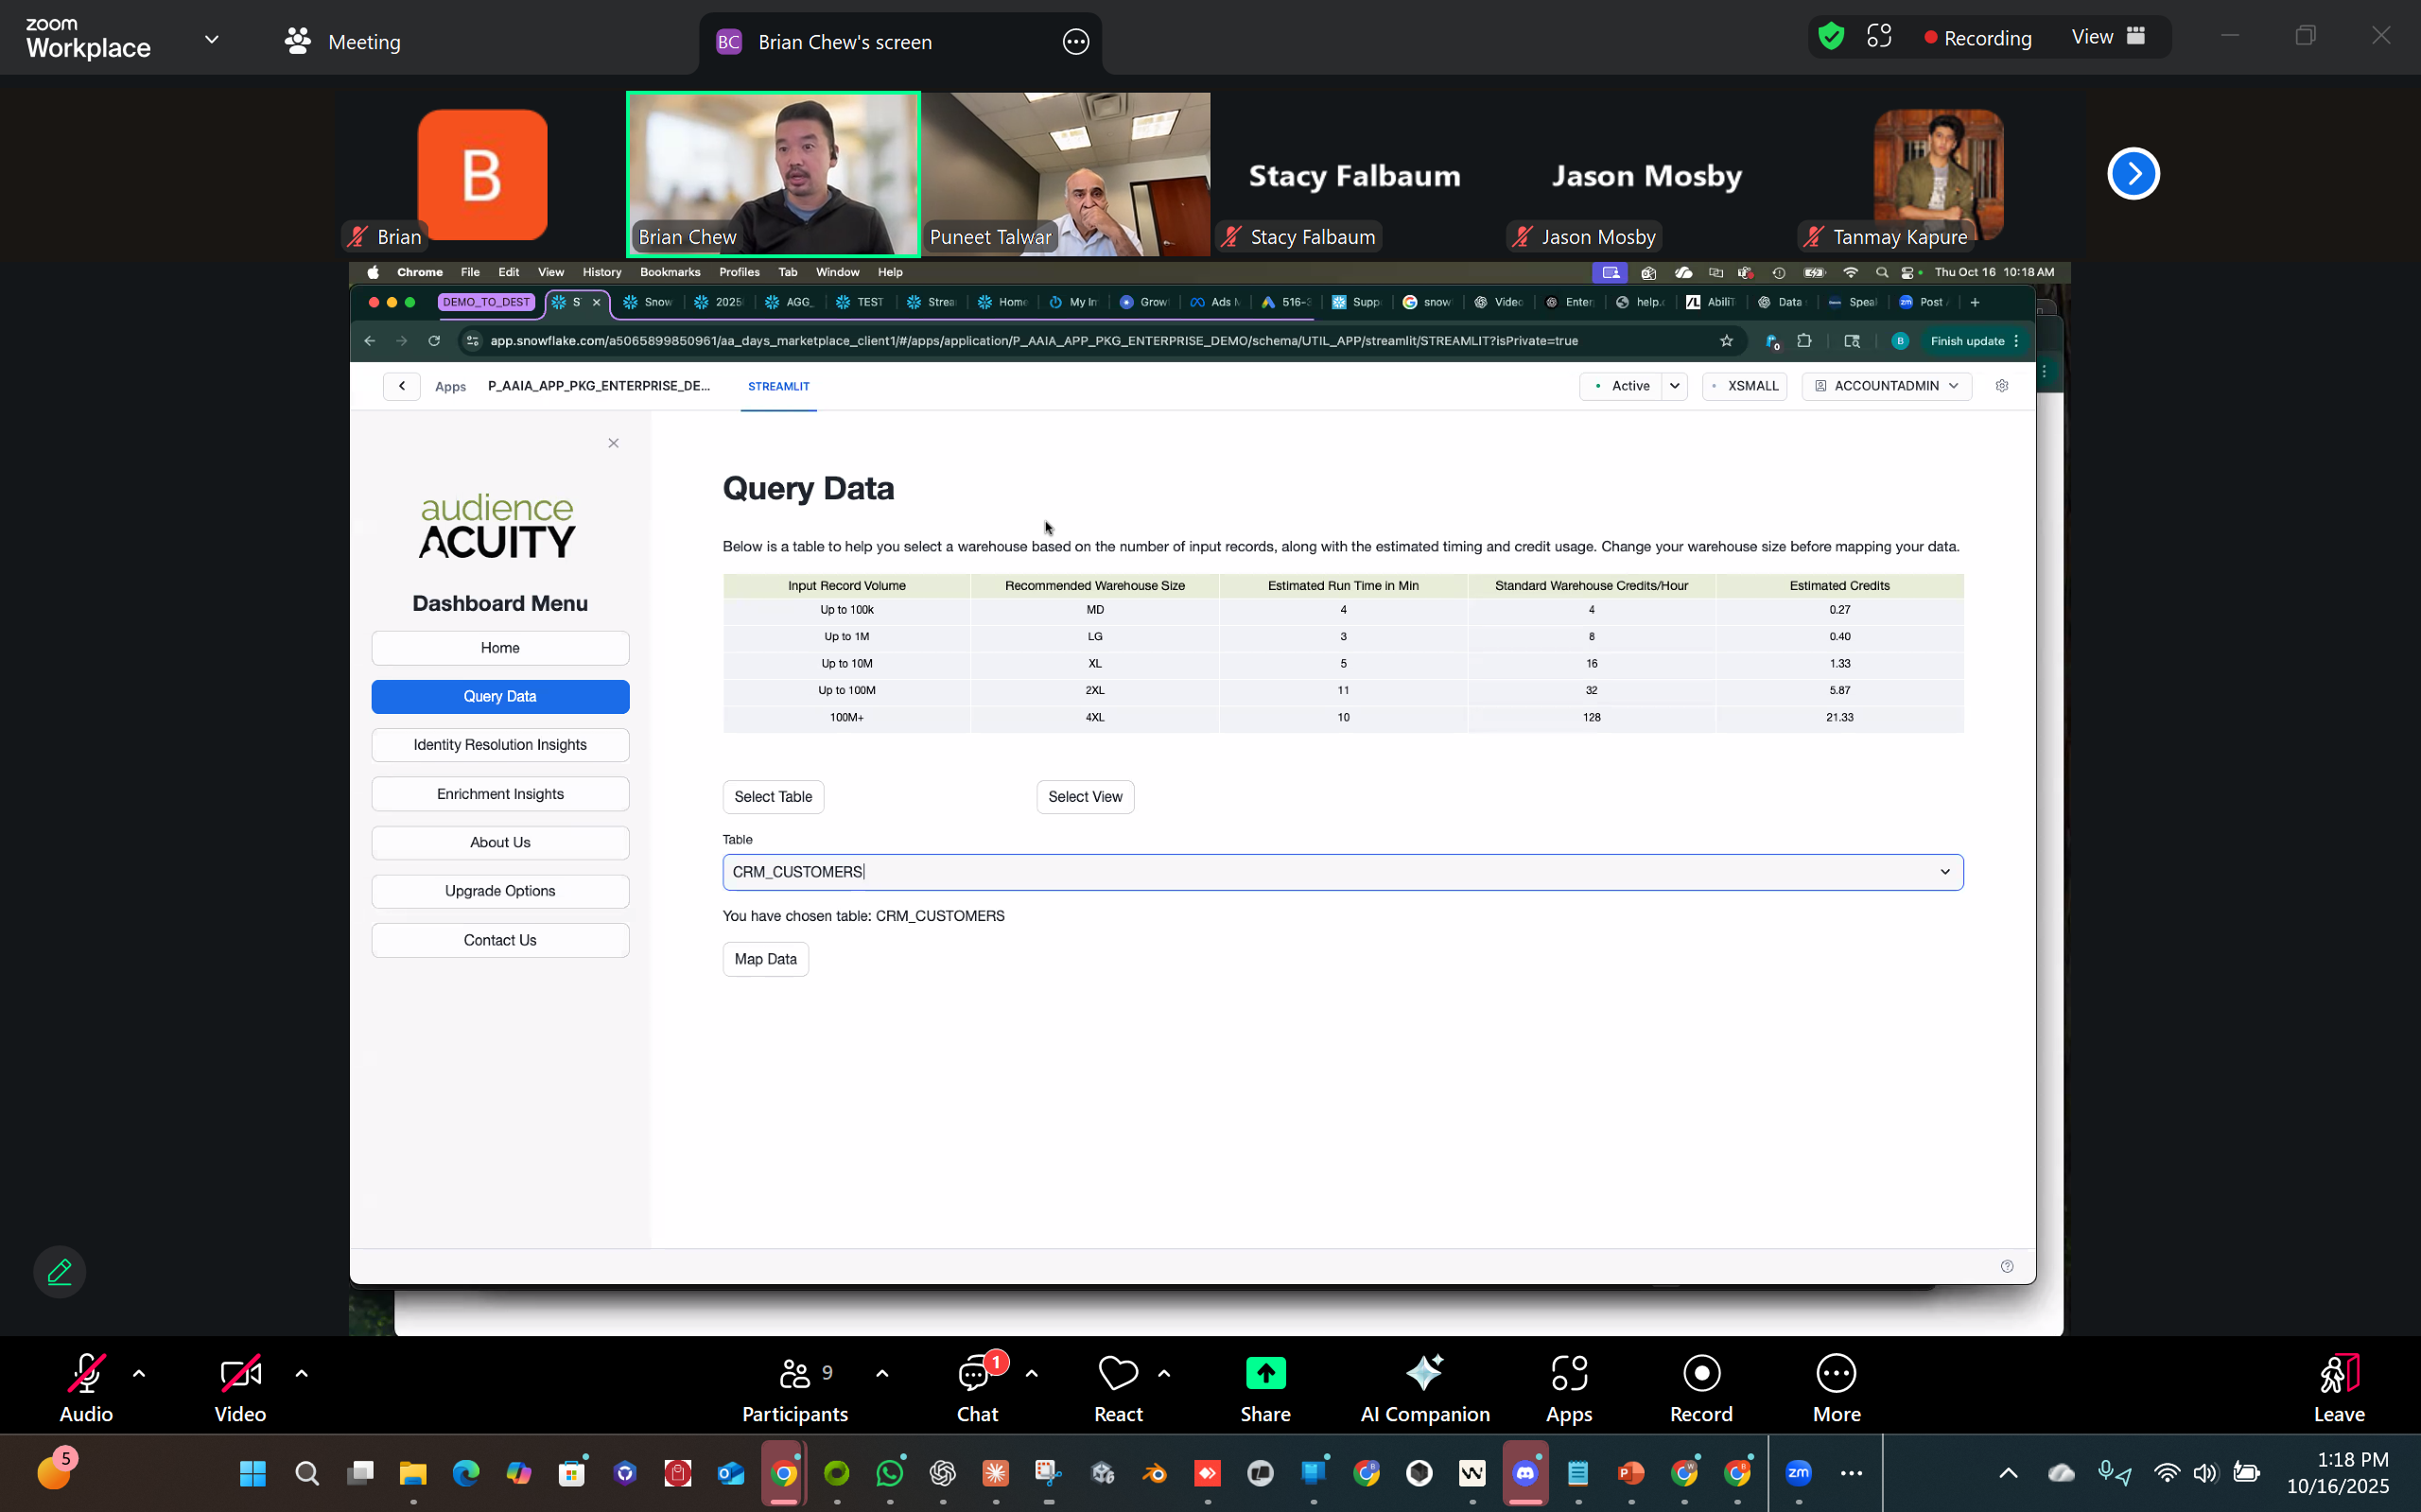 zoom
Workplace
Meeting
BC Brian Chew's screen
Recording
View
B
Brian
Brian Chew
Puneet Talwar
Stacy Falbaum
Stacy Falbaum
Jason Mosby
Jason Mosby
Tanmay Kapure
Chrome File Edit View History Bookmarks Profiles Tab Window Help
Thu Oct 16 10:18 AM
DEMO_TO_DEST S Snow 2025 AGG_ TEST Strea Home My Im Grow Ads M 516-3 Supp snow Video Enter help. AbiliT Data Speal Post
app.snowflake.com/a5065899850961/aa_days_marketplace_client1/#/apps/application/P_AAIA_APP_PKG_ENTERPRISE_DEMO/schema/UTIL_APP/streamlit/STREAMLIT?isPrivate=true
B
Finish update
Apps P_AAIA_APP_PKG_ENTERPRISE_DE... STREAMLIT
Active XSMALL ACCOUNTADMIN
audience
ACUITY
Dashboard Menu
Home
Query Data
Identity Resolution Insights
Enrichment Insights
About Us
Upgrade Options
Contact Us
Query Data
Below is a table to help you select a warehouse based on the number of input records, along with the estimated timing and credit usage. Change your warehouse size before mapping your data.
Input Record Volume Recommended Warehouse Size Estimated Run Time in Min Standard Warehouse Credits/Hour Estimated Credits
Up to 100k MD 4 4 0.27
Up to 1M LG 3 8 0.40
Up to 10M XL 5 16 1.33
Up to 100M 2XL 11 32 5.87
100M+ 4XL 10 128 21.33
Select Table Select View
Table
CRM_CUSTOMERS
You have chosen table: CRM_CUSTOMERS
Map Data
Audio
Video
Participants 9
Chat 1
React
Share
AI Companion
Apps
Record
More
Leave
5
zm
1:18 PM
10/16/2025